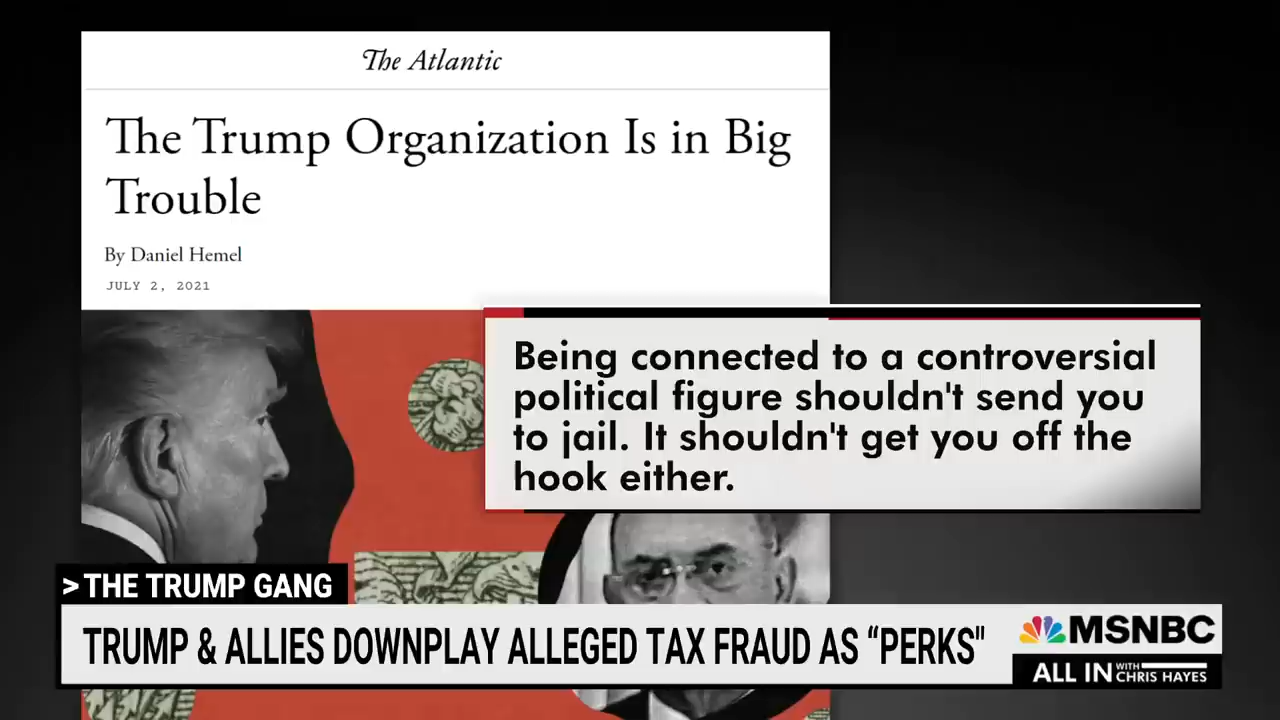 The Atlantic
The Trump Organization Is in Big
Trouble
By Daniel Hemel
JULY 2, 2021
Being connected to a controversial
political figure shouldn't send you
to jail. It shouldn't get you off the
hook either.
> THE TRUMP GANG
TRUMP & ALLIES DOWNPLAY ALLEGED TAX FRAUD AS “PERKS"
MSNBC
ALL IN WITH CHRIS HAYES